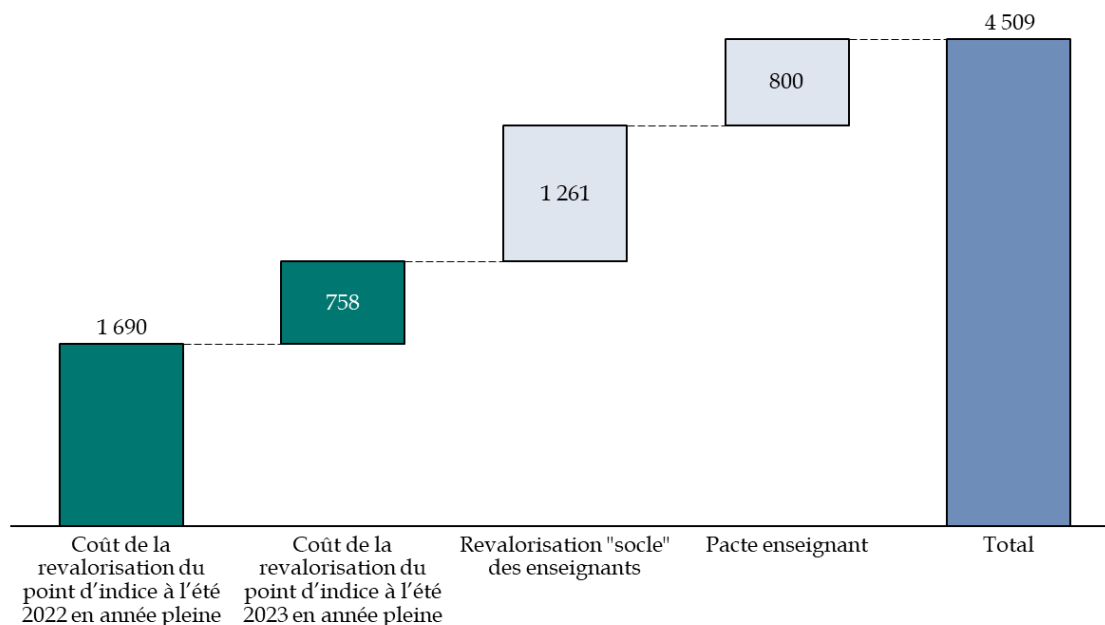 4 509
800
1 261
758
1 690
Coût de la
revalorisation du
point d’indice à l’été
2022 en année pleine
Coût de la
revalorisation du
point d’indice à l’été
2023 en année pleine
Revalorisation "socle"
des enseignants
Pacte enseignant
Total